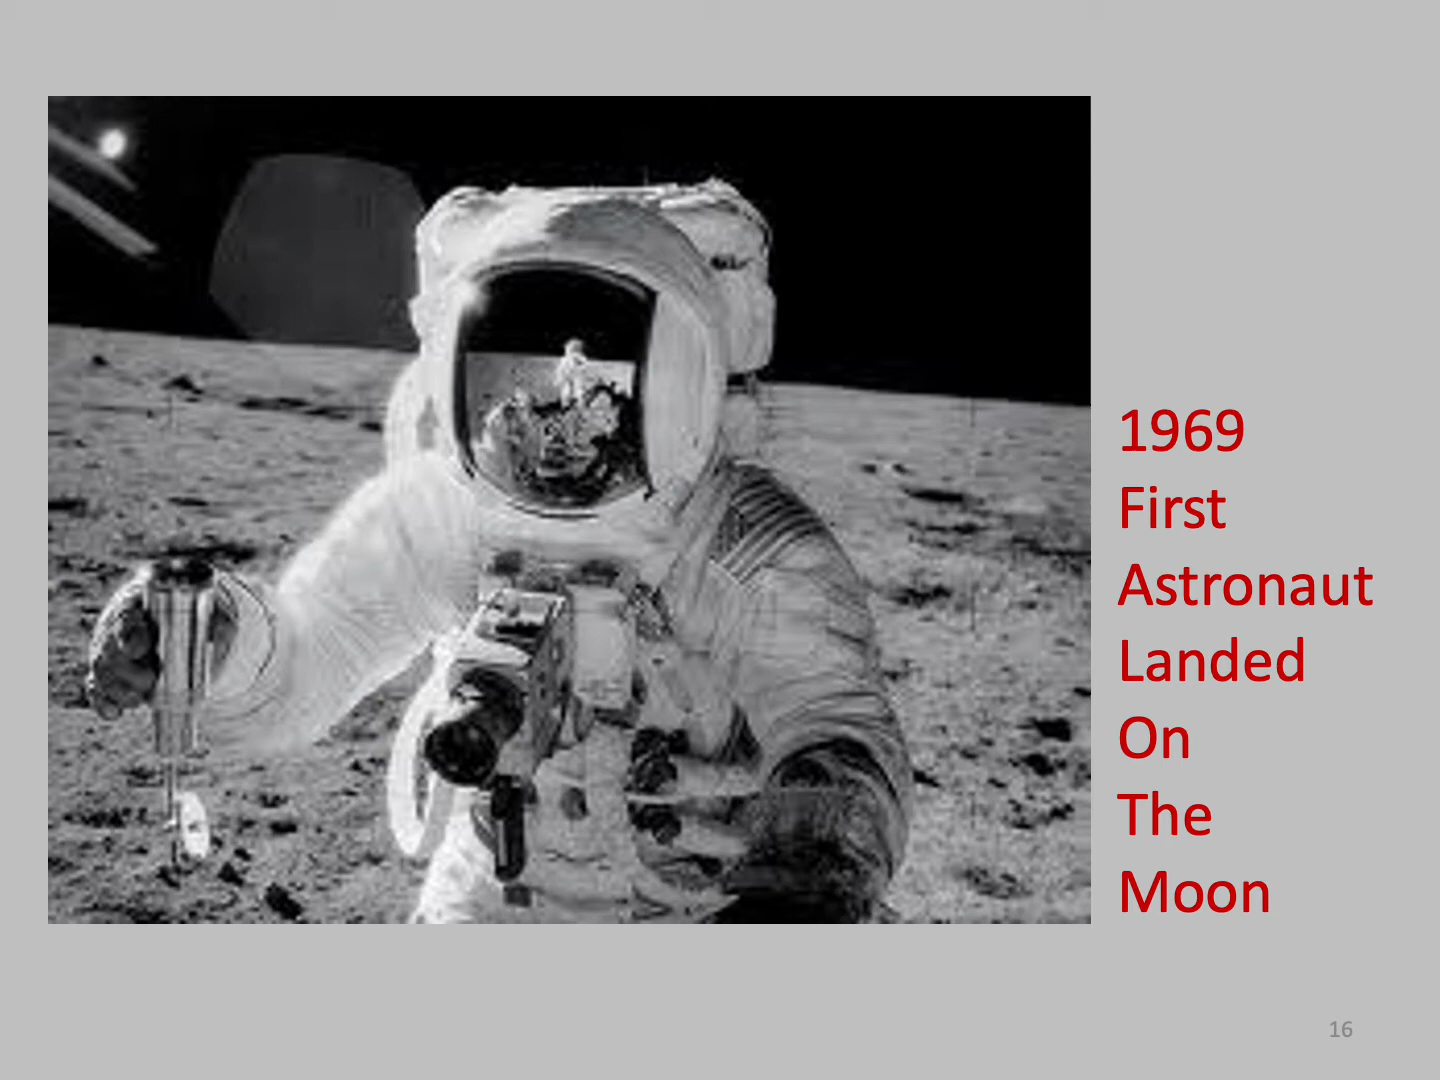 1969
First
Astronaut
Landed
On
The
Moon
16